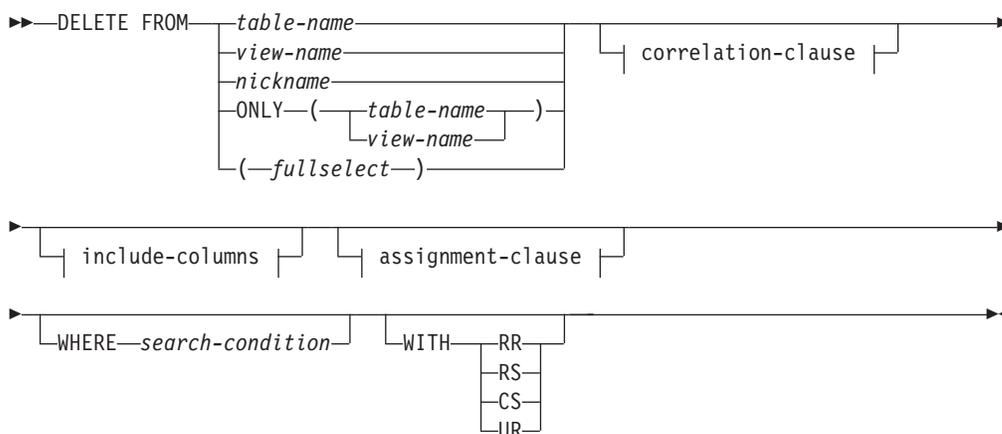 DELETE FROM table-name correlation-clause
view-name
nickname
ONLY ( table-name )
view-name
( fullselect )
include-columns assignment-clause
WHERE search-condition WITH RR
RS
CS
UR